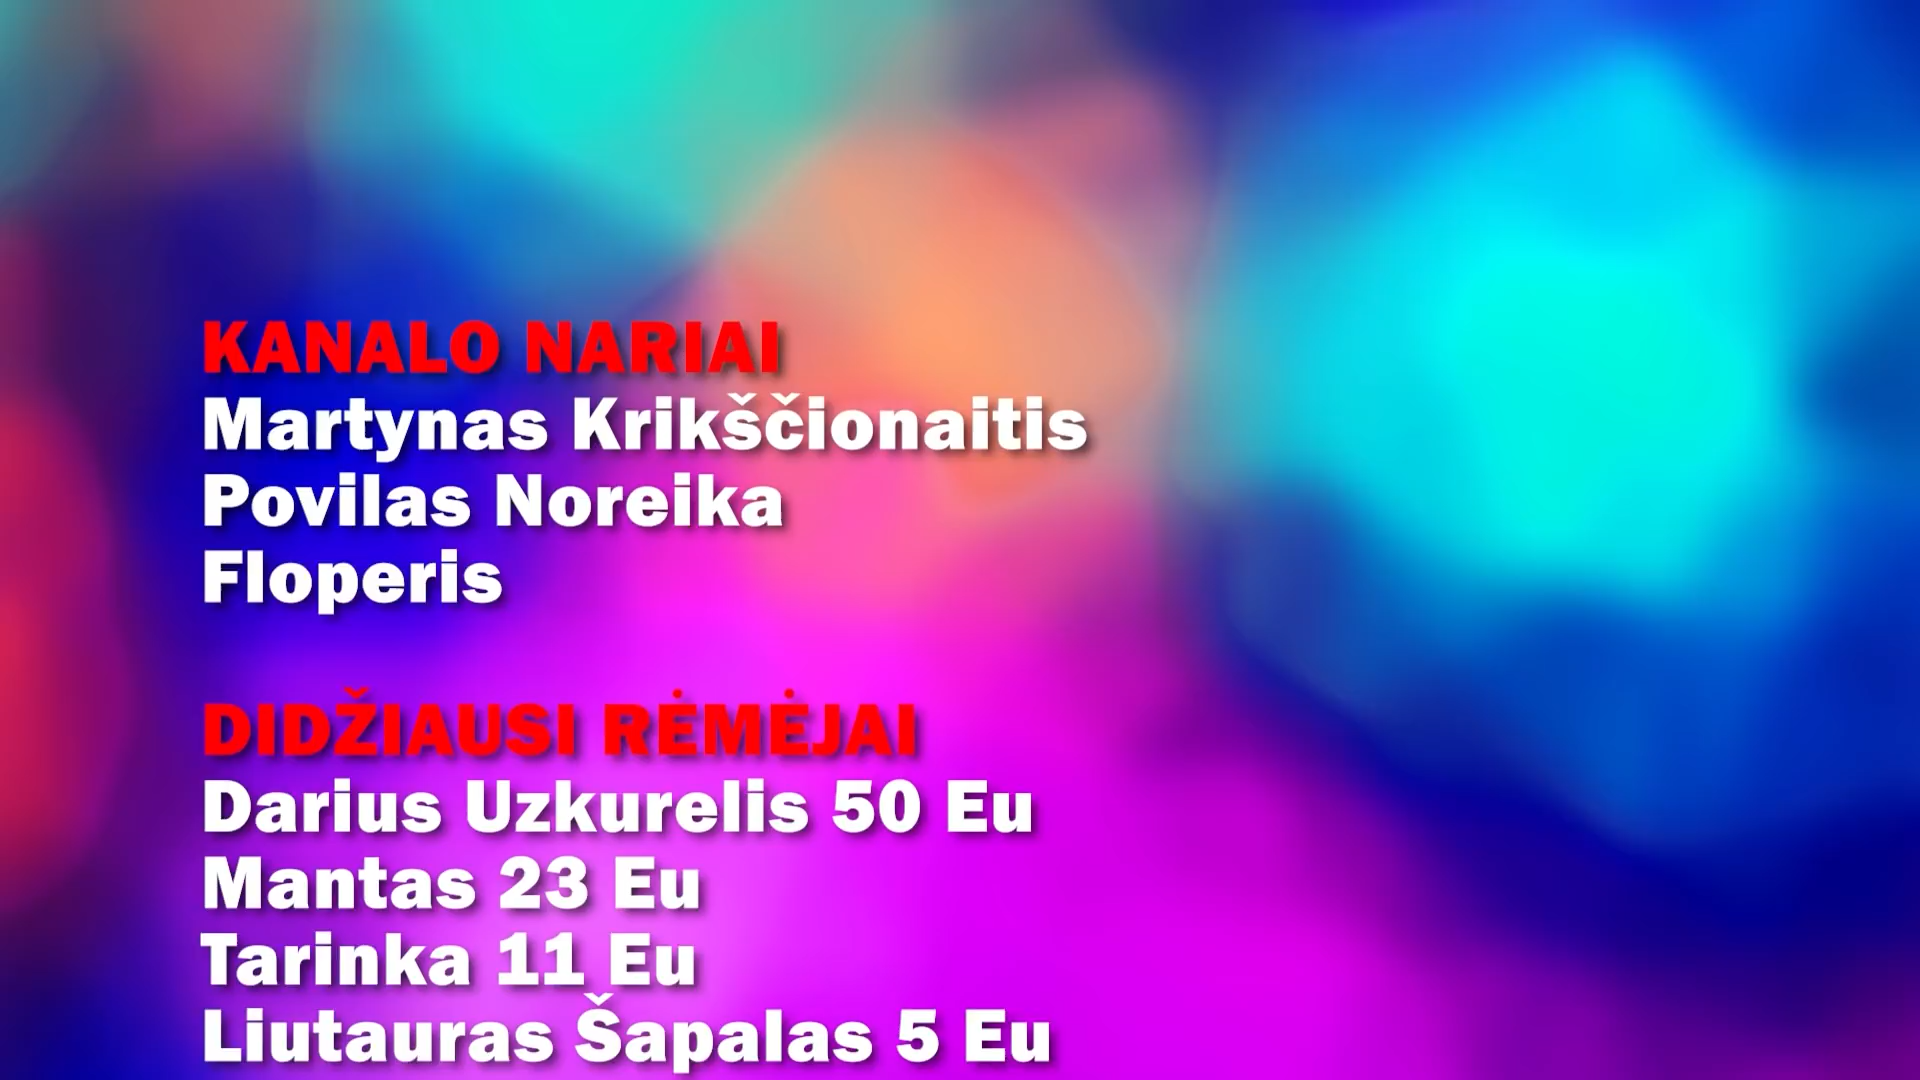 KANALO NARIAI
Martynas Krikščionaitis
Povilas Noreika
Floperis
DIDŽIAUSI RĖMĖJAI
Darius Uzkurelis 50 Eu
Mantas 23 Eu
Tarinka 11 Eu
Liutauras Šapalas 5 Eu